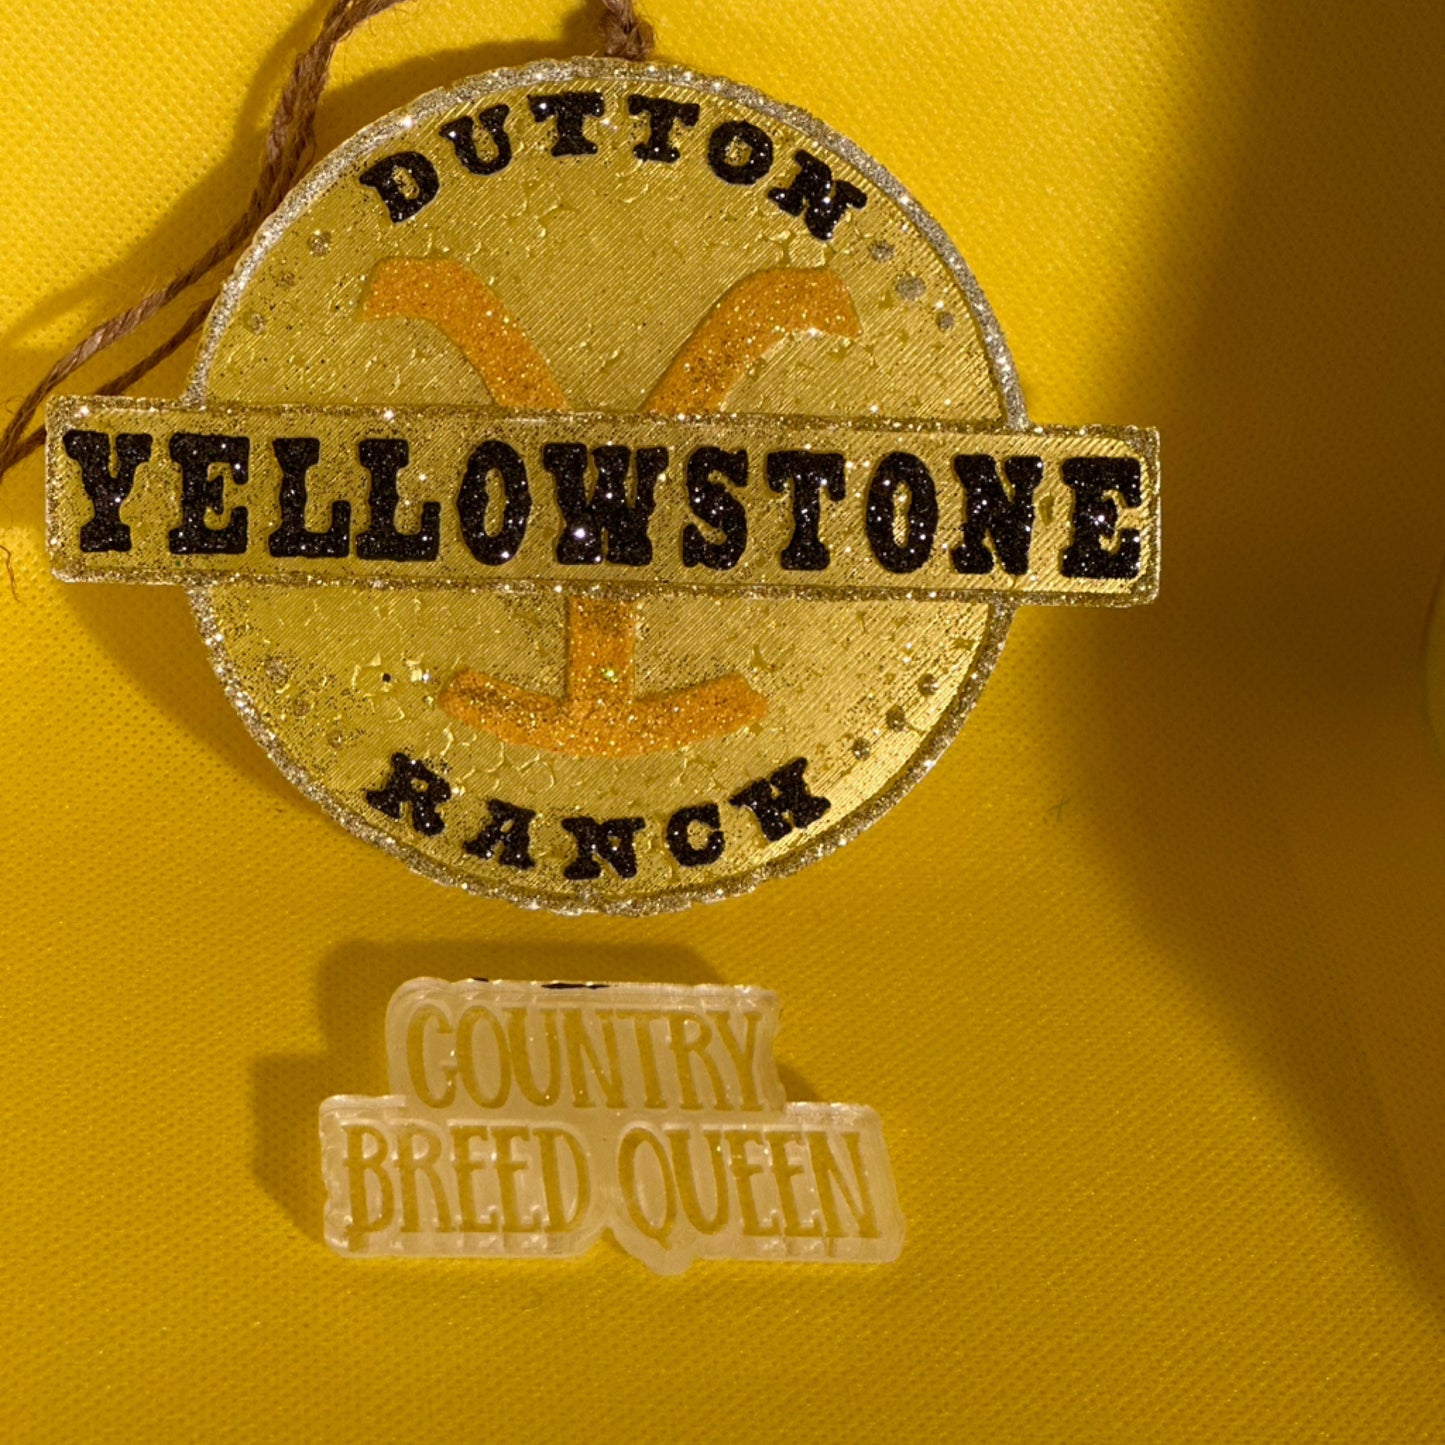 DUTTON
YELLOWSTONE
RANCH
COUNTRY
BREED QUEEN